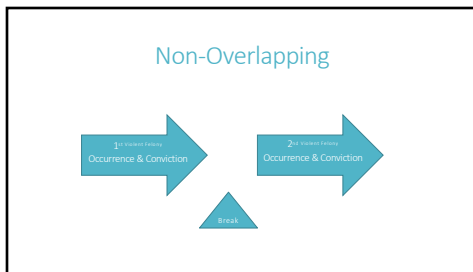 Non-Overlapping
1st Violent Felony
Occurrence & Conviction
2nd Violent Felony
Occurrence & Conviction
Break